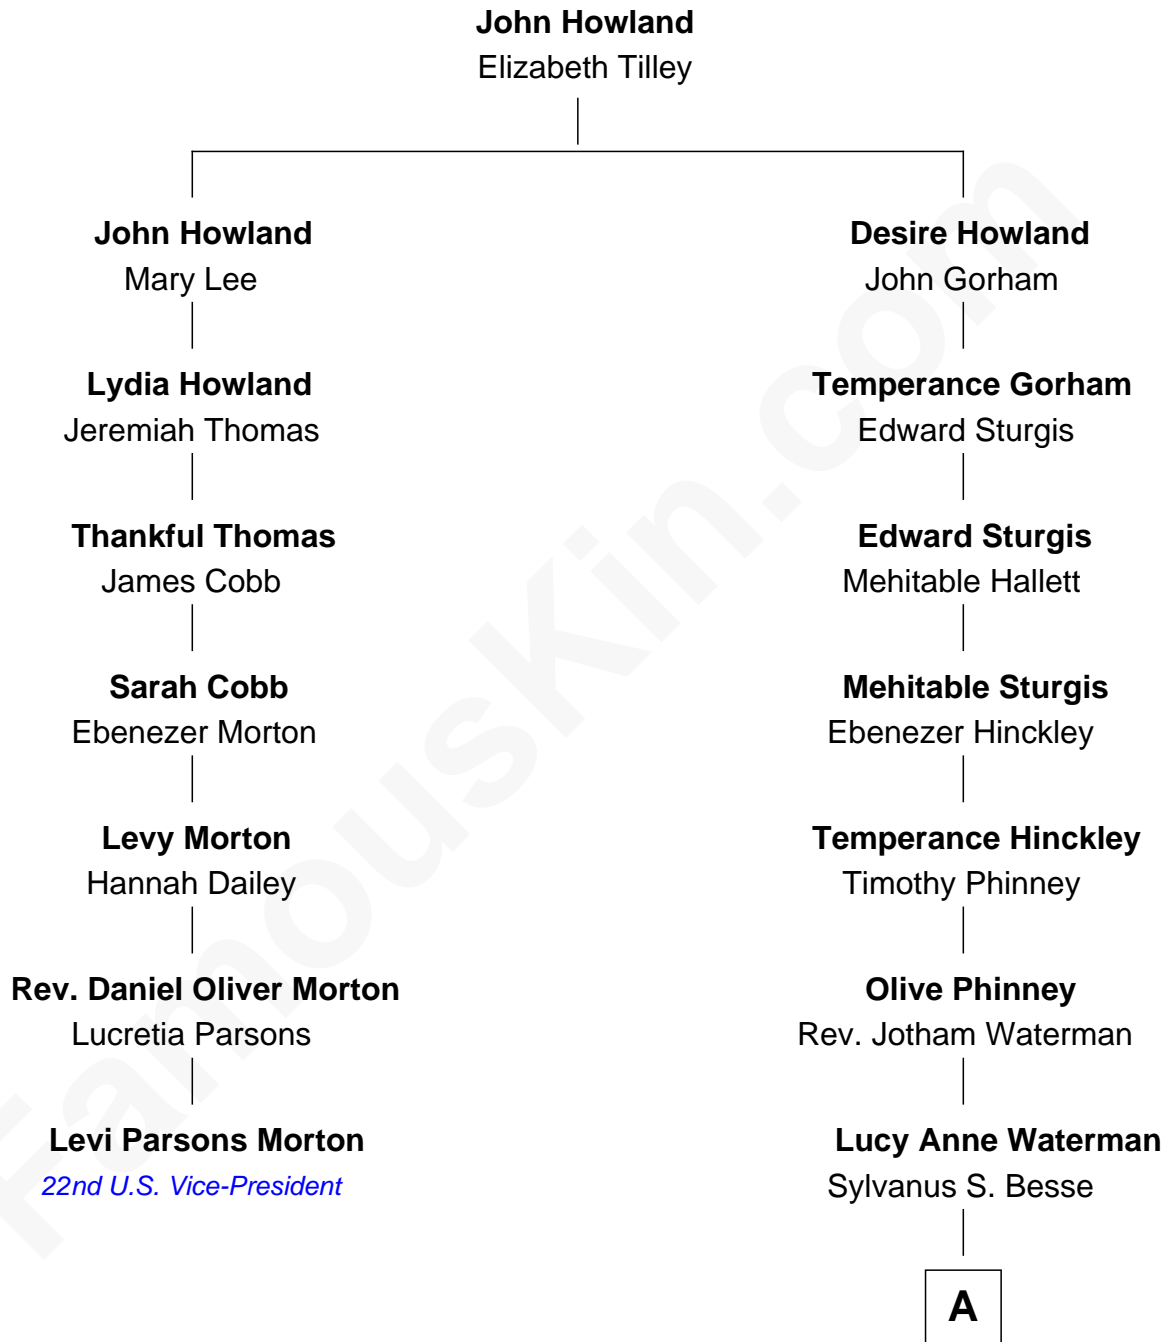 John Howland
Elizabeth Tilley
John Howland
Mary Lee
Desire Howland
John Gorham
Lydia Howland
Jeremiah Thomas
Temperance Gorham
Edward Sturgis
Thankful Thomas
James Cobb
Edward Sturgis
Mehitable Hallett
Sarah Cobb
Ebenezer Morton
Mehitable Sturgis
Ebenezer Hinckley
Levy Morton
Hannah Dailey
Temperance Hinckley
Timothy Phinney
Rev. Daniel Oliver Morton
Lucretia Parsons
Olive Phinney
Rev. Jotham Waterman
Levi Parsons Morton
22nd U.S. Vice-President
Lucy Anne Waterman
Sylvanus S. Besse
A
FamousKin.com